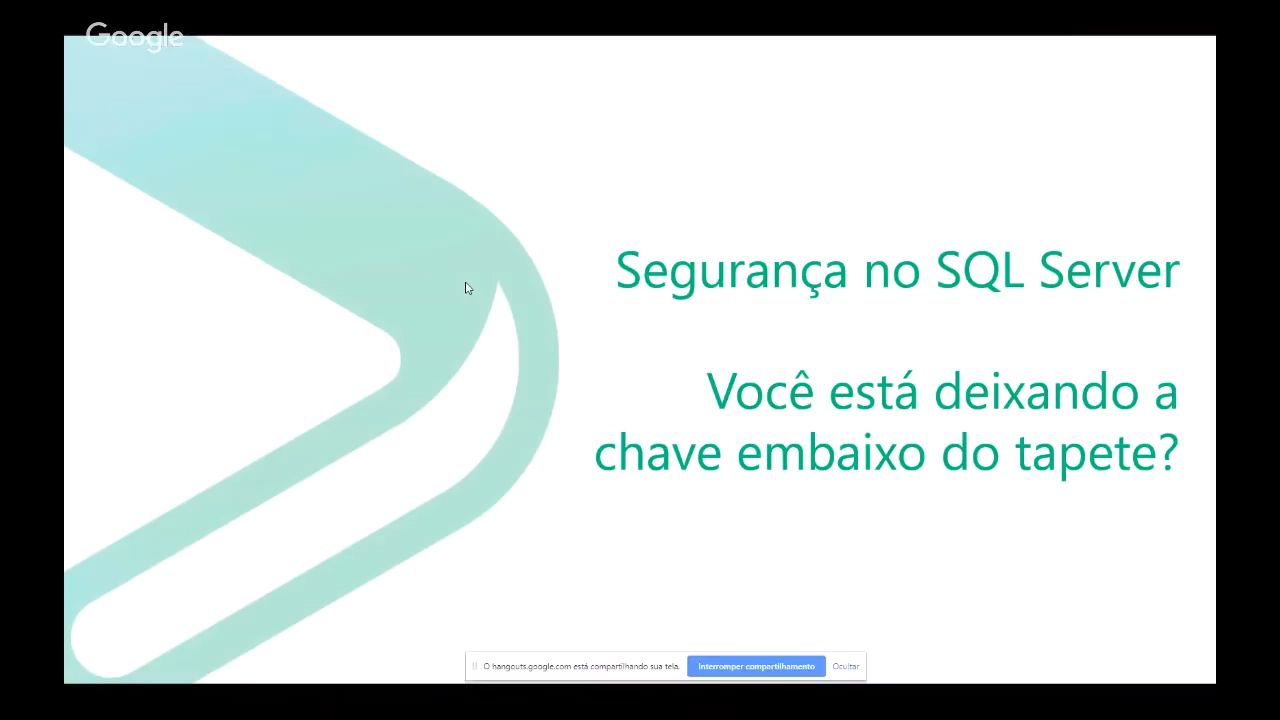 Google
Segurança no SQL Server
Você está deixando a
chave embaixo do tapete?
O hangouts.google.com está compartilhando sua tela. Interromper compartilhamento Ocultar